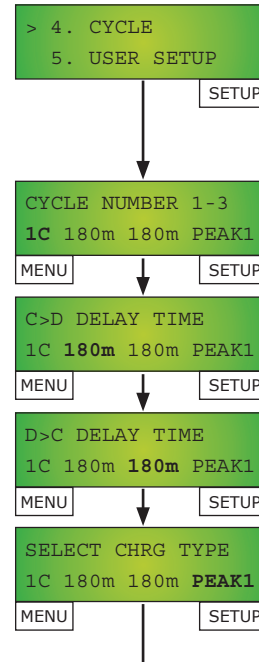 > 4. CYCLE
5. USER SETUP
SETUP
CYCLE NUMBER 1-3
1C 180m 180m PEAK1
MENU SETUP
C>D DELAY TIME
1C 180m 180m PEAK1
MENU SETUP
D>C DELAY TIME
1C 180m 180m PEAK1
MENU SETUP
SELECT CHRG TYPE
1C 180m 180m PEAK1
MENU SETUP